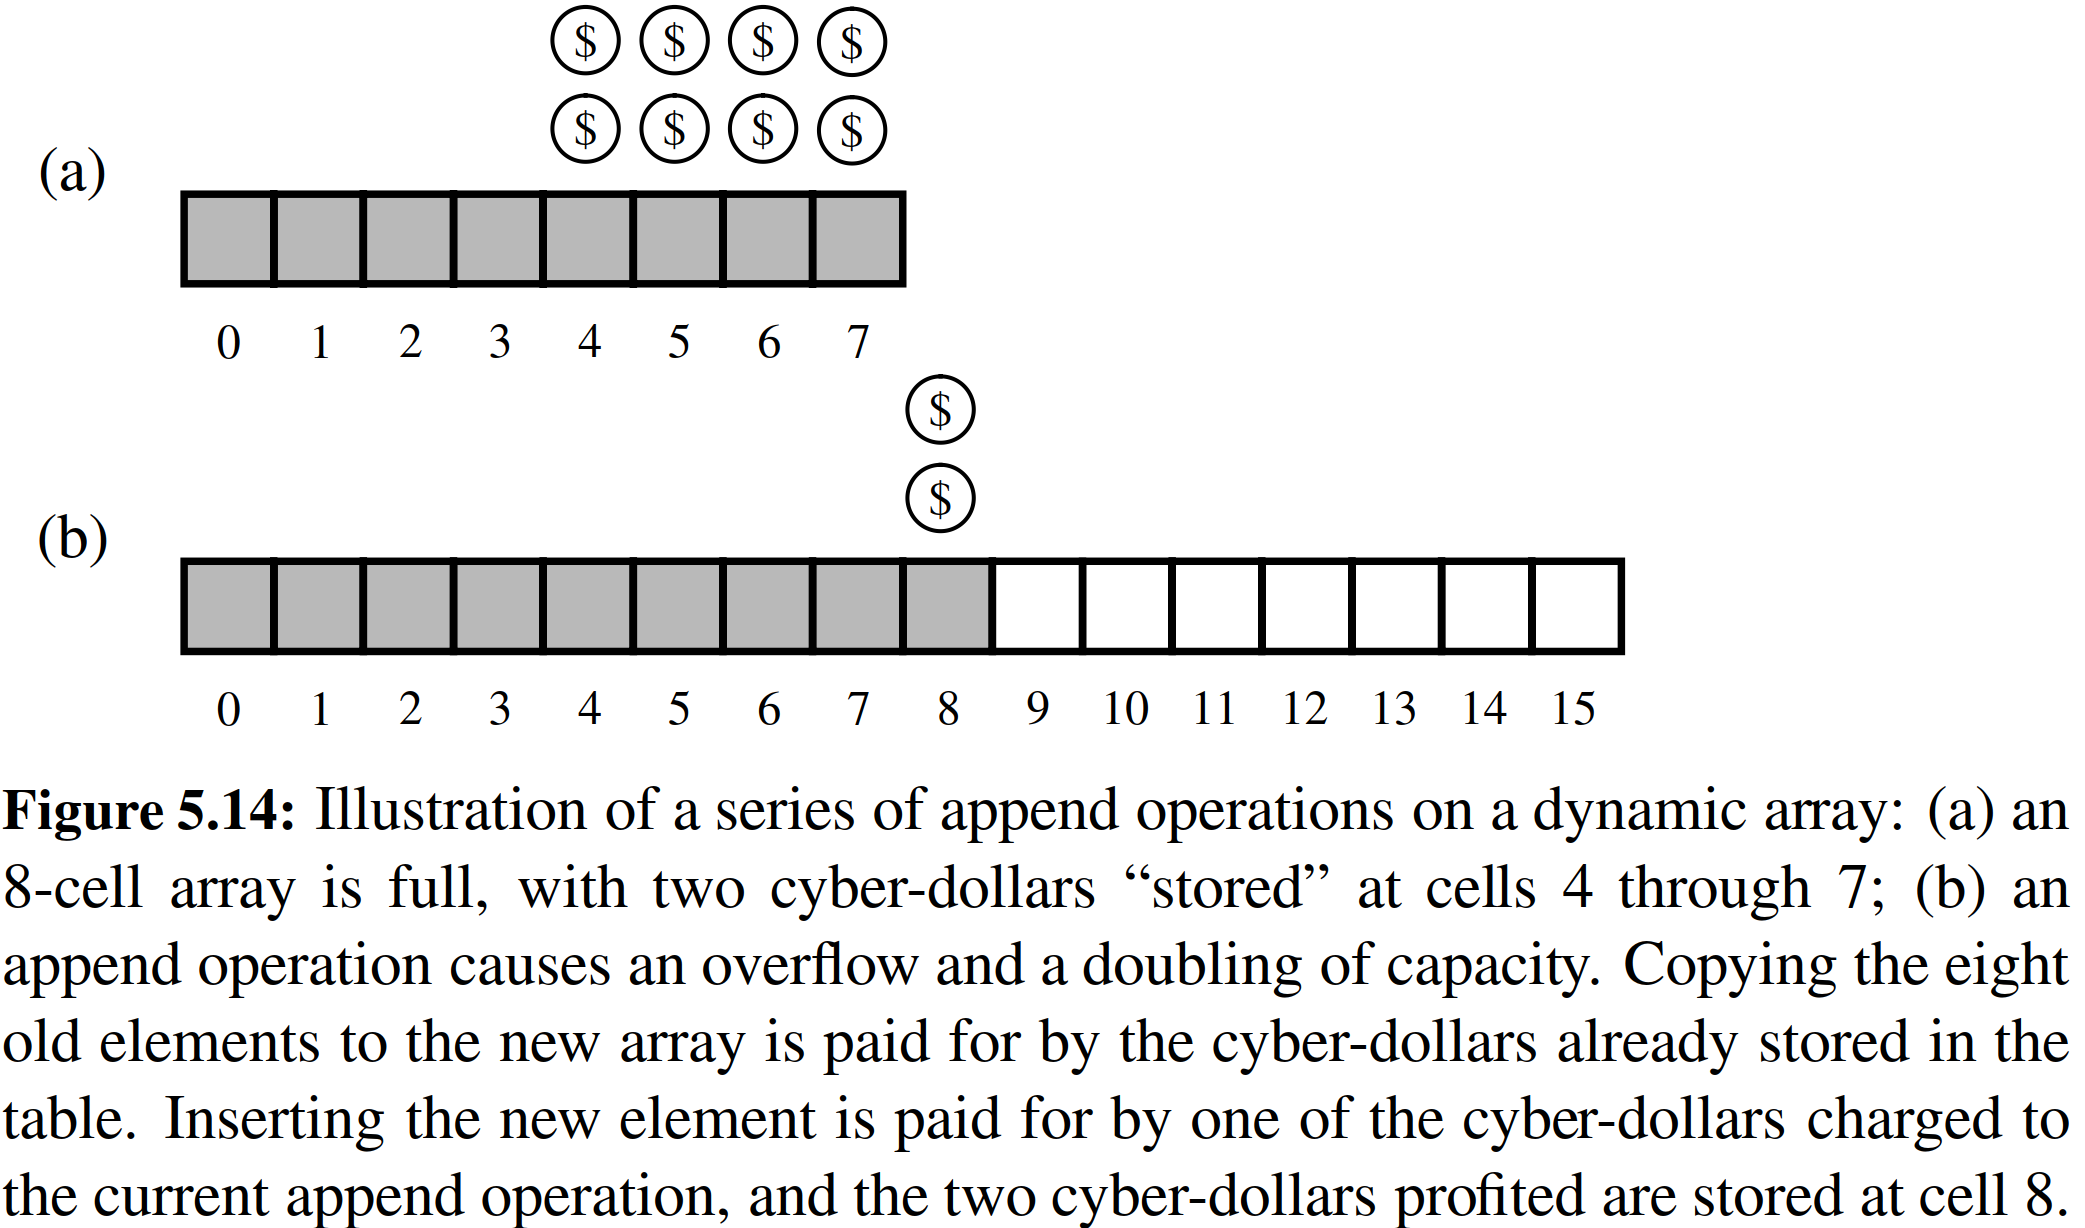 $ $ $ $
$ $ $ $
(a)
0 1 2 3 4 5 6 7
$
$
(b)
0 1 2 3 4 5 6 7 8 9 10 11 12 13 14 15
Figure 5.14: Illustration of a series of append operations on a dynamic array: (a) an
8-cell array is full, with two cyber-dollars “stored” at cells 4 through 7; (b) an
append operation causes an overflow and a doubling of capacity. Copying the eight
old elements to the new array is paid for by the cyber-dollars already stored in the
table. Inserting the new element is paid for by one of the cyber-dollars charged to
the current append operation, and the two cyber-dollars profited are stored at cell 8.